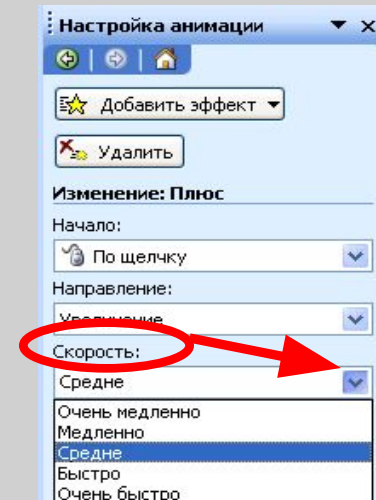 Настройка анимации
Добавить эффект
Удалить
Изменение: Плюс
Начало:
По щелчку
Направление:
Увеличение
Скорость:
Средне
Очень медленно
Медленно
Средне
Быстро
Очень быстро